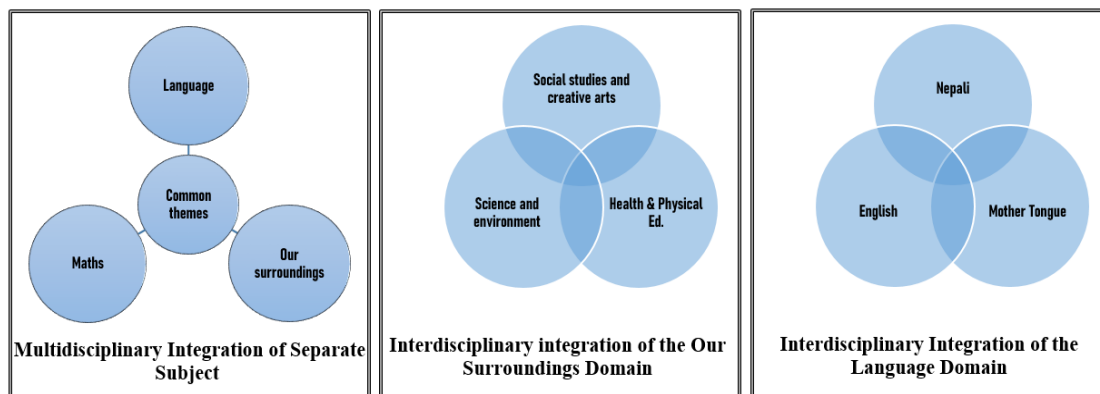 Language
Common
themes
Maths
Our
surroundings
Multidisciplinary Integration of Separate
Subject
Social studies and
creative arts
Science and
environment
Health & Physical
Ed.
Interdisciplinary integration of the Our
Surroundings Domain
Nepali
English
Mother Tongue
Interdisciplinary Integration of the
Language Domain